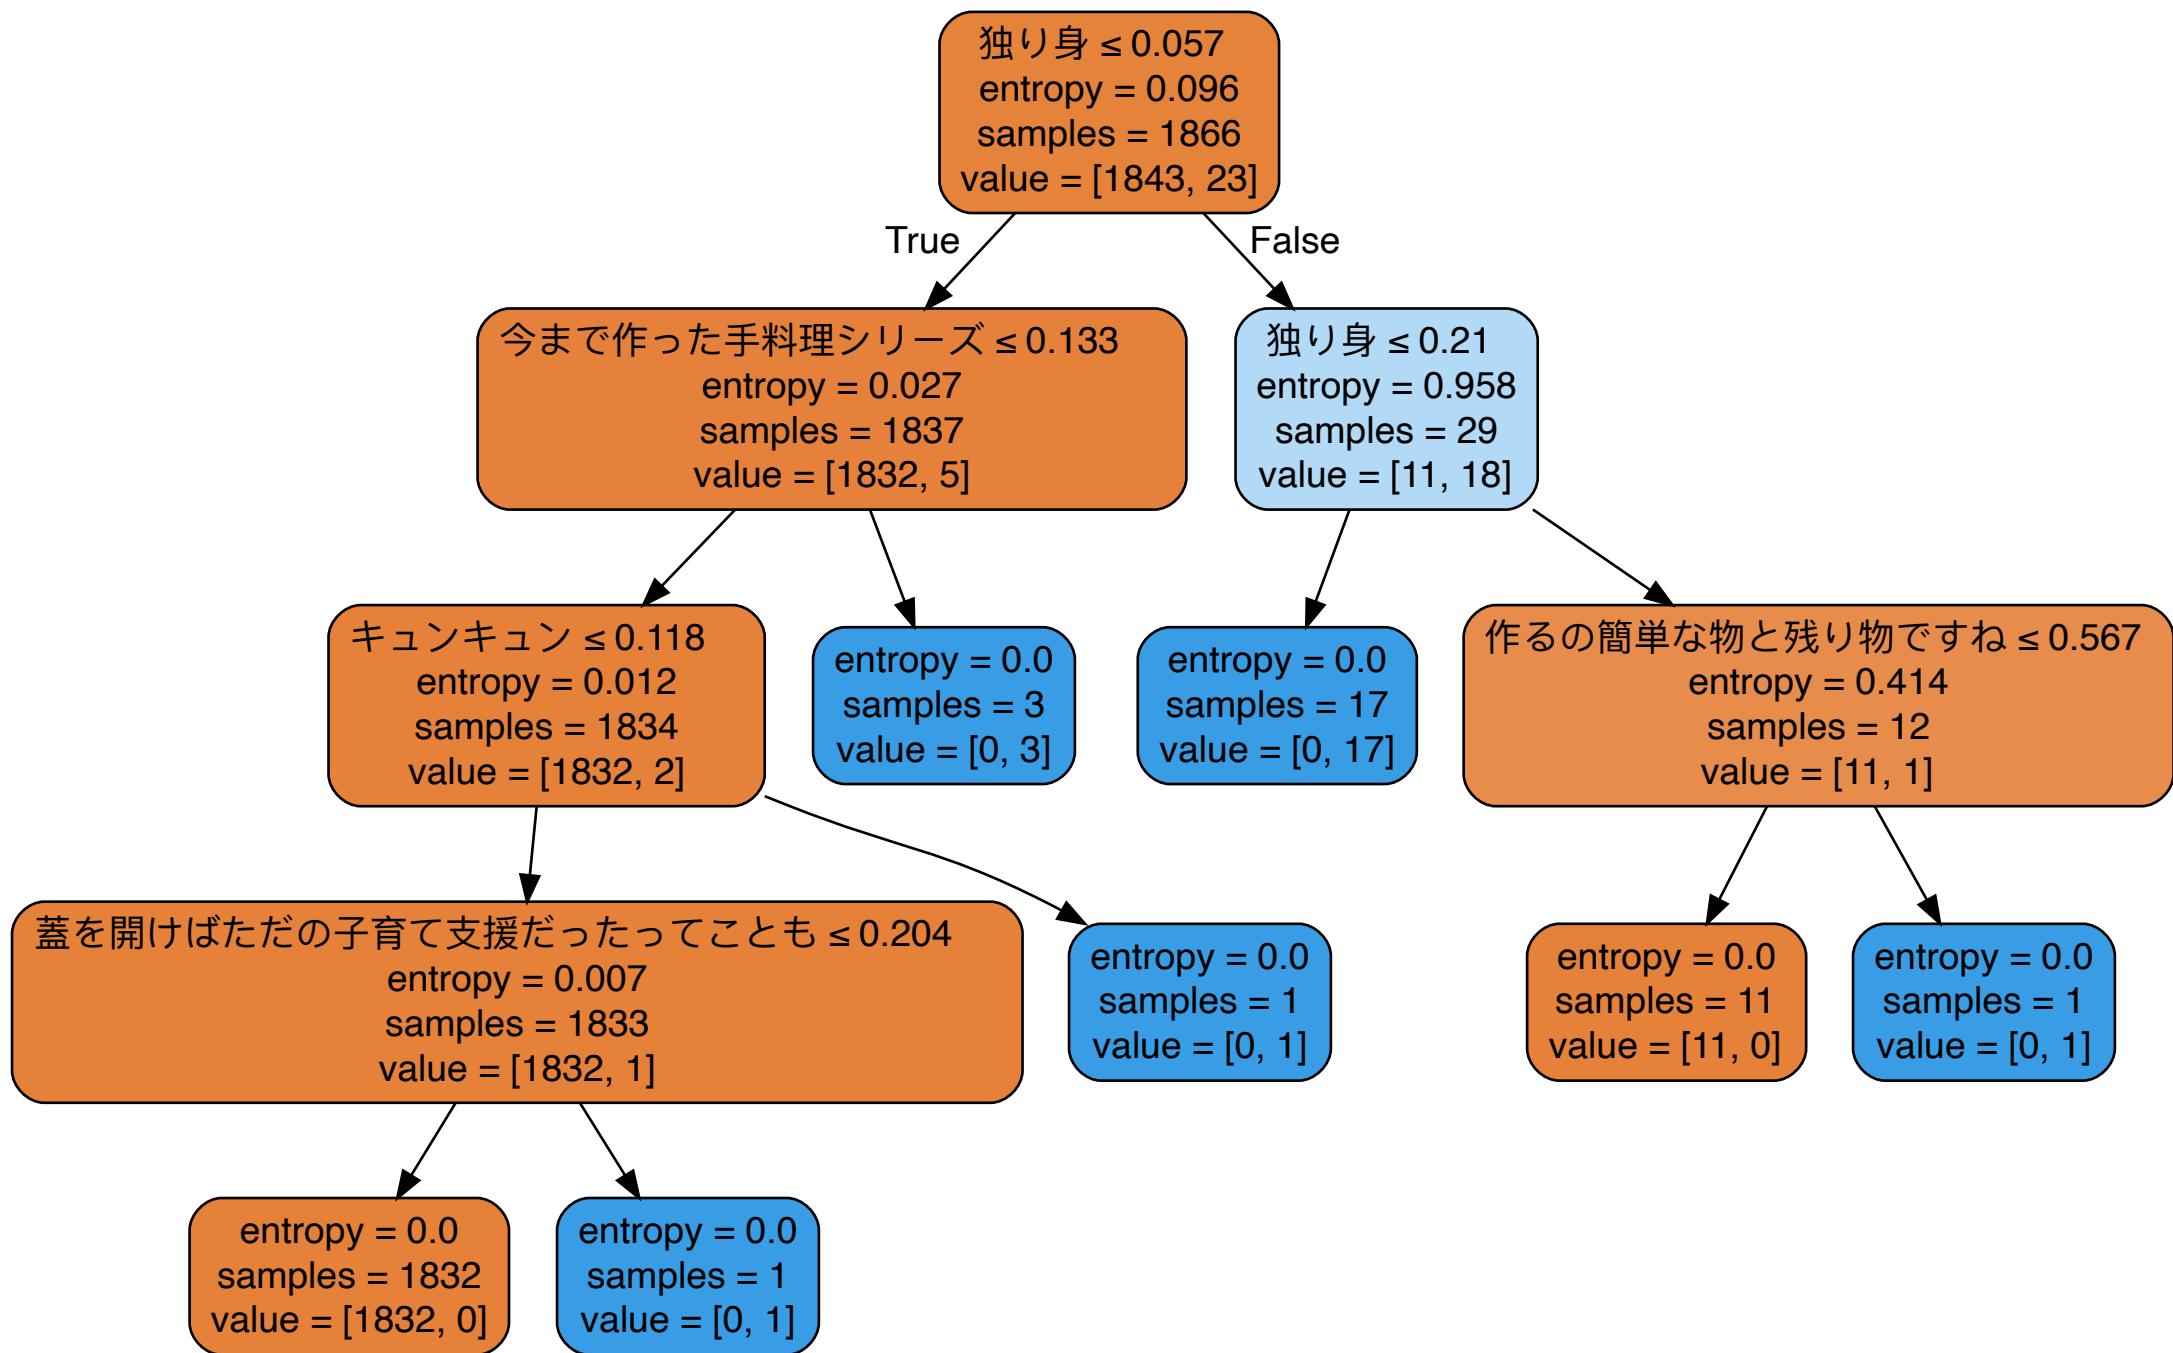 独り身 ≤ 0.057
entropy = 0.096
samples = 1866
value = [1843, 23]
True
False
今まで作った手料理シリーズ ≤ 0.133
entropy = 0.027
samples = 1837
value = [1832, 5]
独り身 ≤ 0.21
entropy = 0.958
samples = 29
value = [11, 18]
キュンキュン ≤ 0.118
entropy = 0.012
samples = 1834
value = [1832, 2]
entropy = 0.0
samples = 3
value = [0, 3]
entropy = 0.0
samples = 17
value = [0, 17]
作るの簡単な物と残り物ですね ≤ 0.567
entropy = 0.414
samples = 12
value = [11, 1]
蓋を開けばただの子育て支援だったってことも ≤ 0.204
entropy = 0.007
samples = 1833
value = [1832, 1]
entropy = 0.0
samples = 1
value = [0, 1]
entropy = 0.0
samples = 11
value = [11, 0]
entropy = 0.0
samples = 1
value = [0, 1]
entropy = 0.0
samples = 1832
value = [1832, 0]
entropy = 0.0
samples = 1
value = [0, 1]